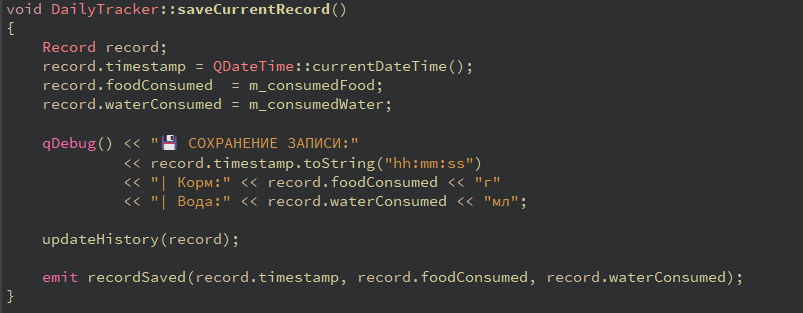 void DailyTracker::saveCurrentRecord()
{
    Record record;
    record.timestamp = QDateTime::currentDateTime();
    record.foodConsumed  = m_consumedFood;
    record.waterConsumed = m_consumedWater;

    qDebug() << "💾 СОХРАНЕНИЕ ЗАПИСИ:"
             << record.timestamp.toString("hh:mm:ss")
             << "| Корм:" << record.foodConsumed << "г"
             << "| Вода:" << record.waterConsumed << "мл";

    updateHistory(record);

    emit recordSaved(record.timestamp, record.foodConsumed, record.waterConsumed);
}